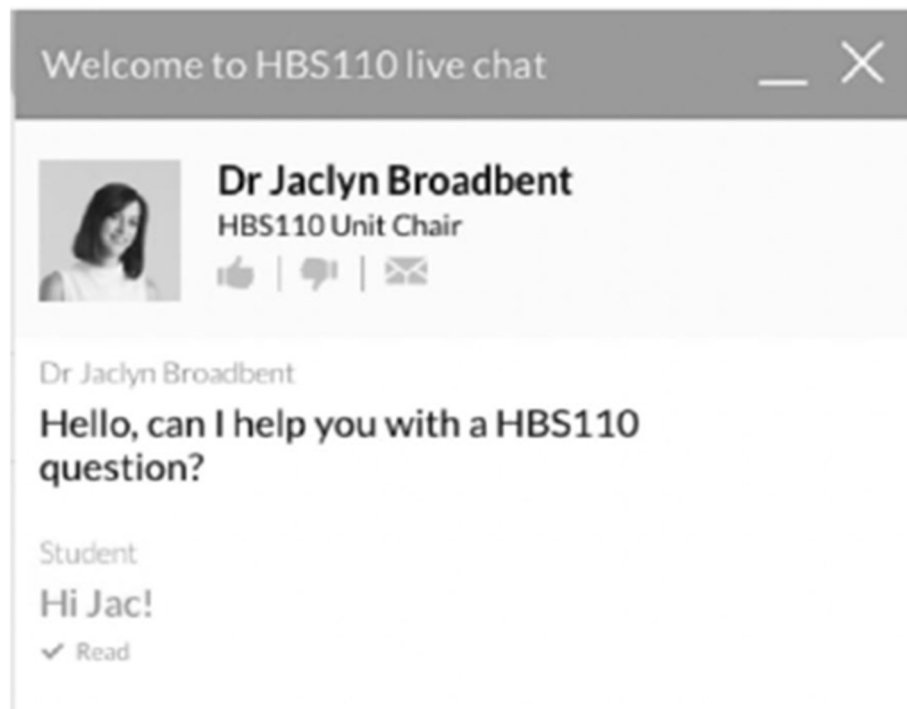 Welcome to HBS110 live chat
Dr Jaclyn Broadbent
HBS110 Unit Chair
Dr Jaclyn Broadbent
Hello, can I help you with a HBS110
question?
Student
Hi Jac!
Read